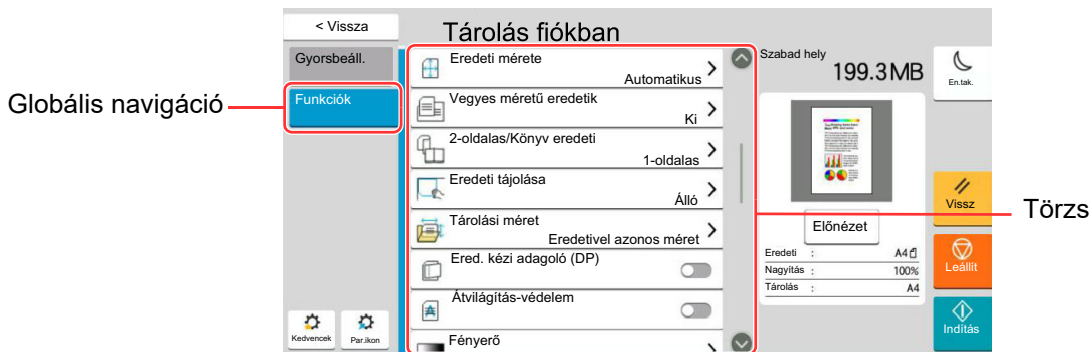 < Vissza
Tárolás fiókban
Gyorsbeáll.
Funkciók
Globális navigáció
Eredeti mérete
Automatikus
Vegyes méretű eredetik
Ki
2-oldalas/Könyv eredeti
1-oldalas
Eredeti tájolása
Álló
Tárolási méret
Eredetivel azonos méret
Ered. kézi adagoló (DP)
Átvilágítás-védelem
Fényerő
Kedvencek
Par.ikon
Szabad hely
199.3MB
Előnézet
Eredeti : A4
Nagyítás : 100%
Tárolás : A4
En.tak.
Vissz
Leállít
Indítás
Törzs